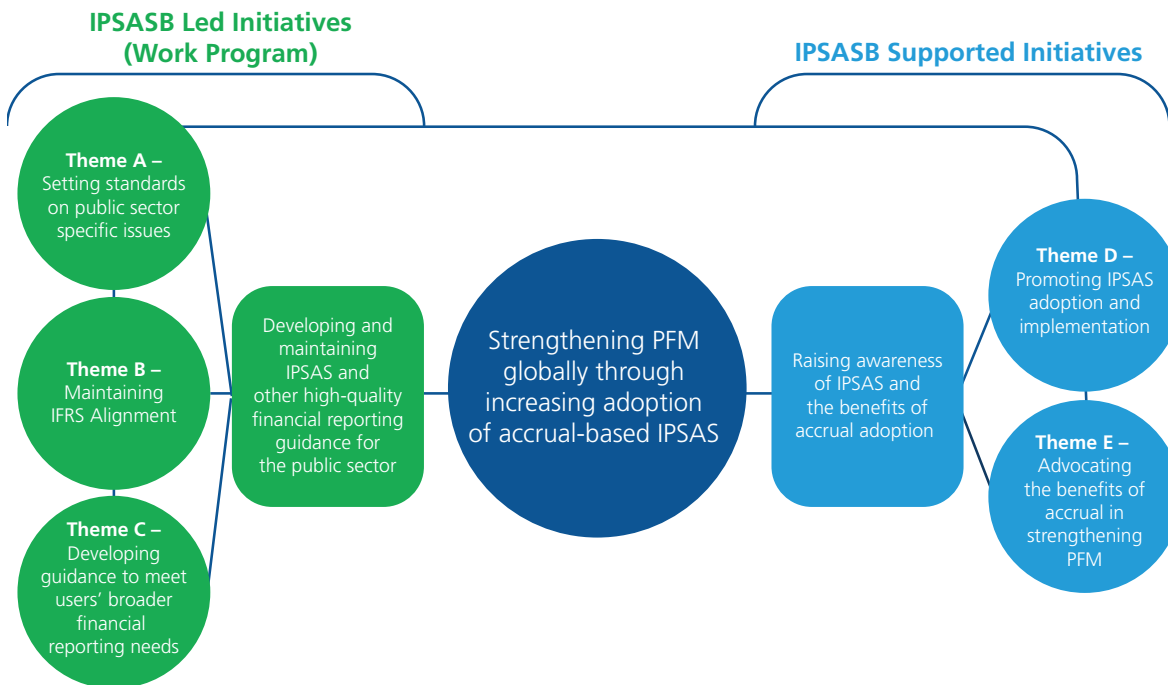 IPSASB Led Initiatives
(Work Program)
IPSASB Supported Initiatives
Theme A –
Setting standards
on public sector
specific issues
Theme B –
Maintaining
IFRS Alignment
Theme C –
Developing
guidance to meet
users’ broader
financial
reporting needs
Developing and
maintaining
IPSAS and
other high-quality
financial reporting
guidance for
the public sector
Strengthening PFM
globally through
increasing adoption
of accrual-based IPSAS
Raising awareness
of IPSAS and
the benefits of
accrual adoption
Theme D –
Promoting IPSAS
adoption and
implementation
Theme E –
Advocating
the benefits of
accrual in
strengthening
PFM